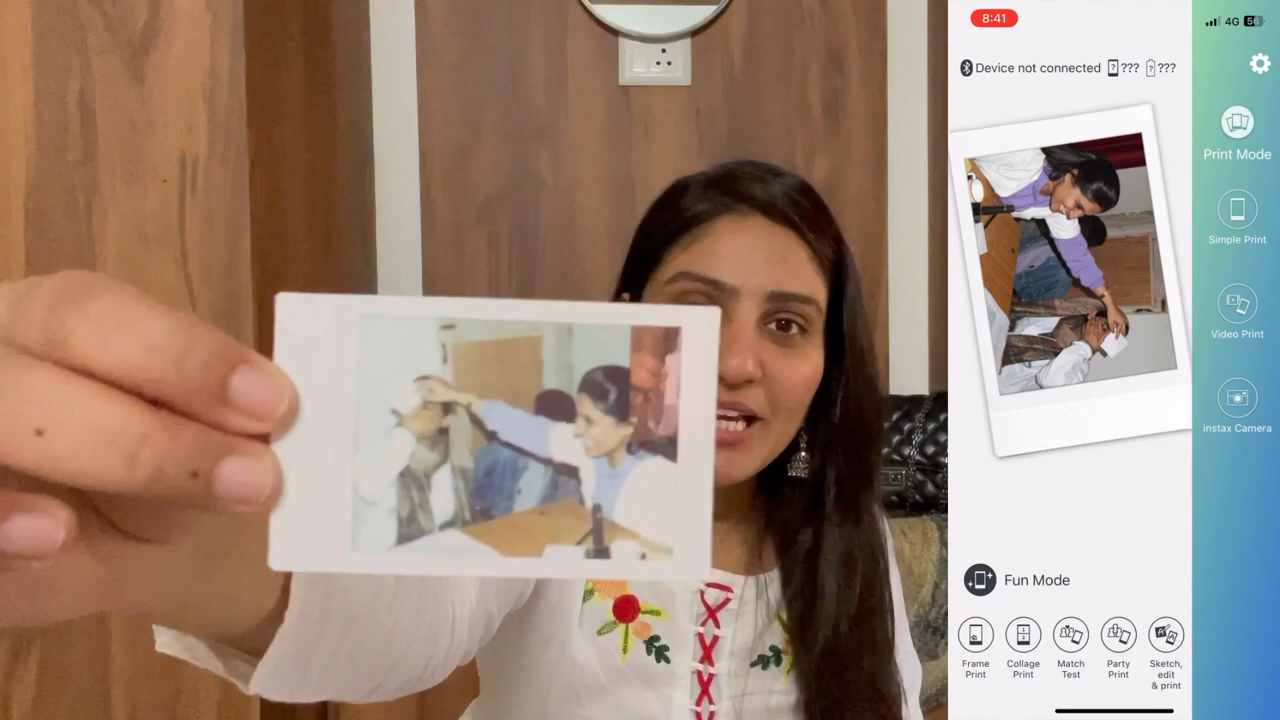 8:41
4G 56
Device not connected ??? ???
Print Mode
Simple Print
Video Print
instax Camera
Fun Mode
Frame
Print
Collage
Print
Match
Test
Party
Print
Sketch,
edit
& print